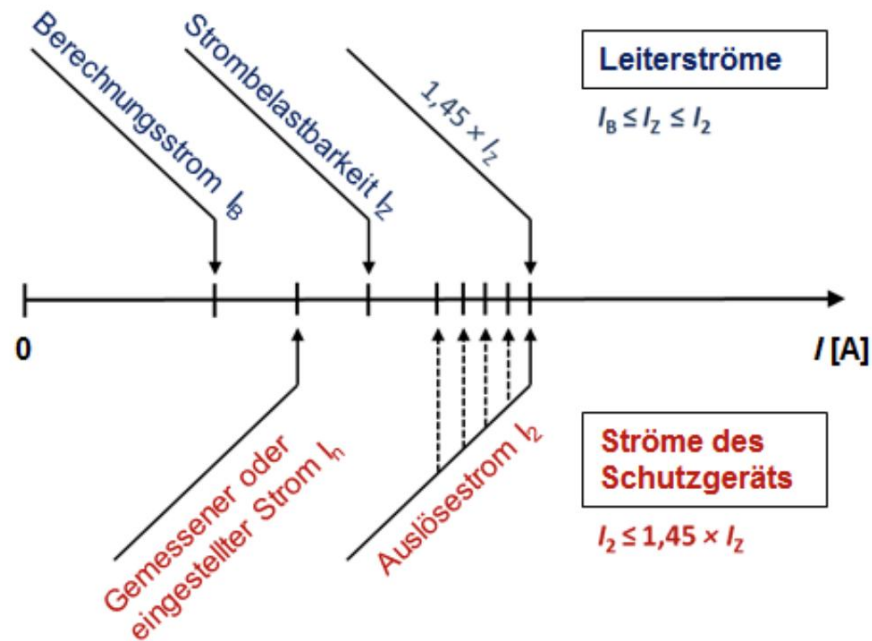 Berechnungsstrom I_B
Strombelastbarkeit I_Z
1,45 × I_Z
Leiterströme
I_B ≤ I_Z ≤ I_2
0
I [A]
Gemessener oder
eingestellter Strom I_n
Auslösestrom I_2
Ströme des
Schutzgeräts
I_2 ≤ 1,45 × I_Z